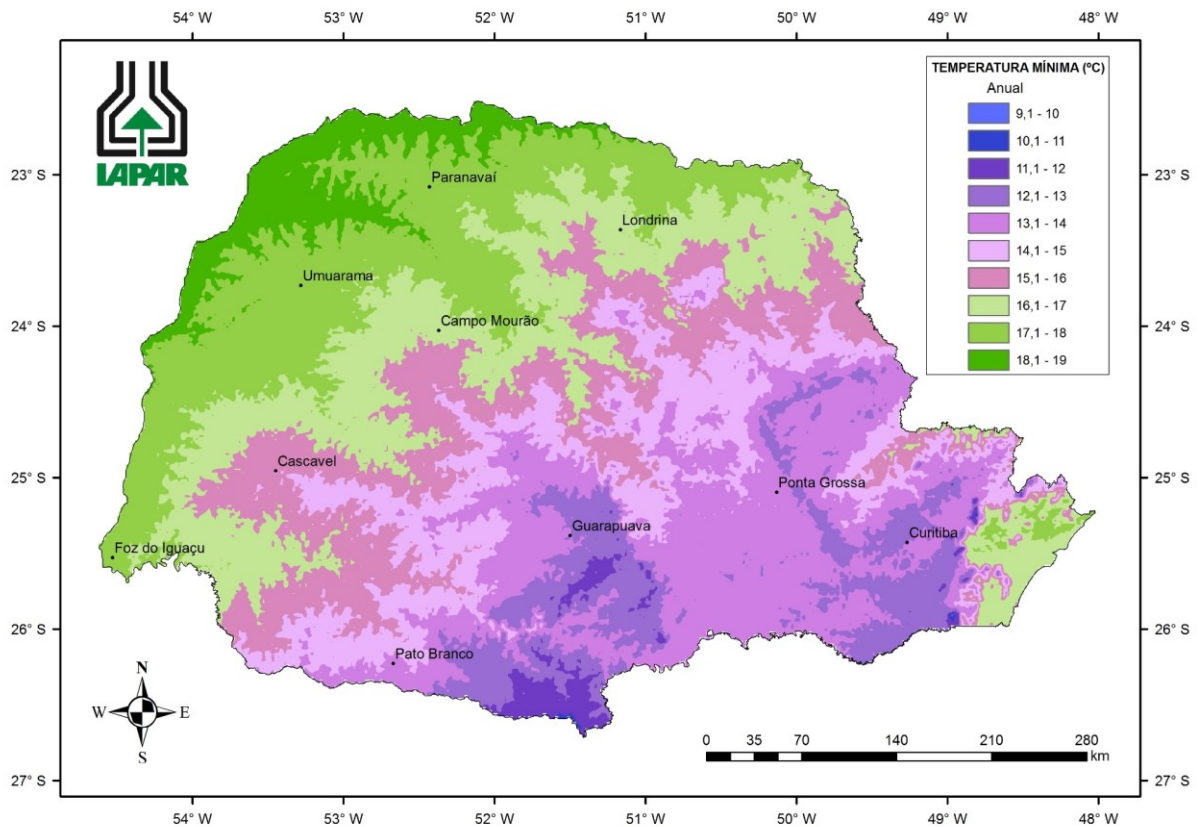 54° W 53° W 52° W 51° W 50° W 49° W 48° W
IAPAR
TEMPERATURA MÍNIMA (ºC)
Anual
9,1 - 10
10,1 - 11
11,1 - 12
12,1 - 13
13,1 - 14
14,1 - 15
15,1 - 16
16,1 - 17
17,1 - 18
18,1 - 19
23° S 23° S
Paranavaí
Londrina
Umuarama
Campo Mourão
24° S 24° S
Cascavel
25° S 25° S
Ponta Grossa
Guarapuava
Curitiba
Foz do Iguaçu
26° S 26° S
Pato Branco
N
W E
S
0 35 70 140 210 280
km
27° S 27° S
54° W 53° W 52° W 51° W 50° W 49° W 48° W